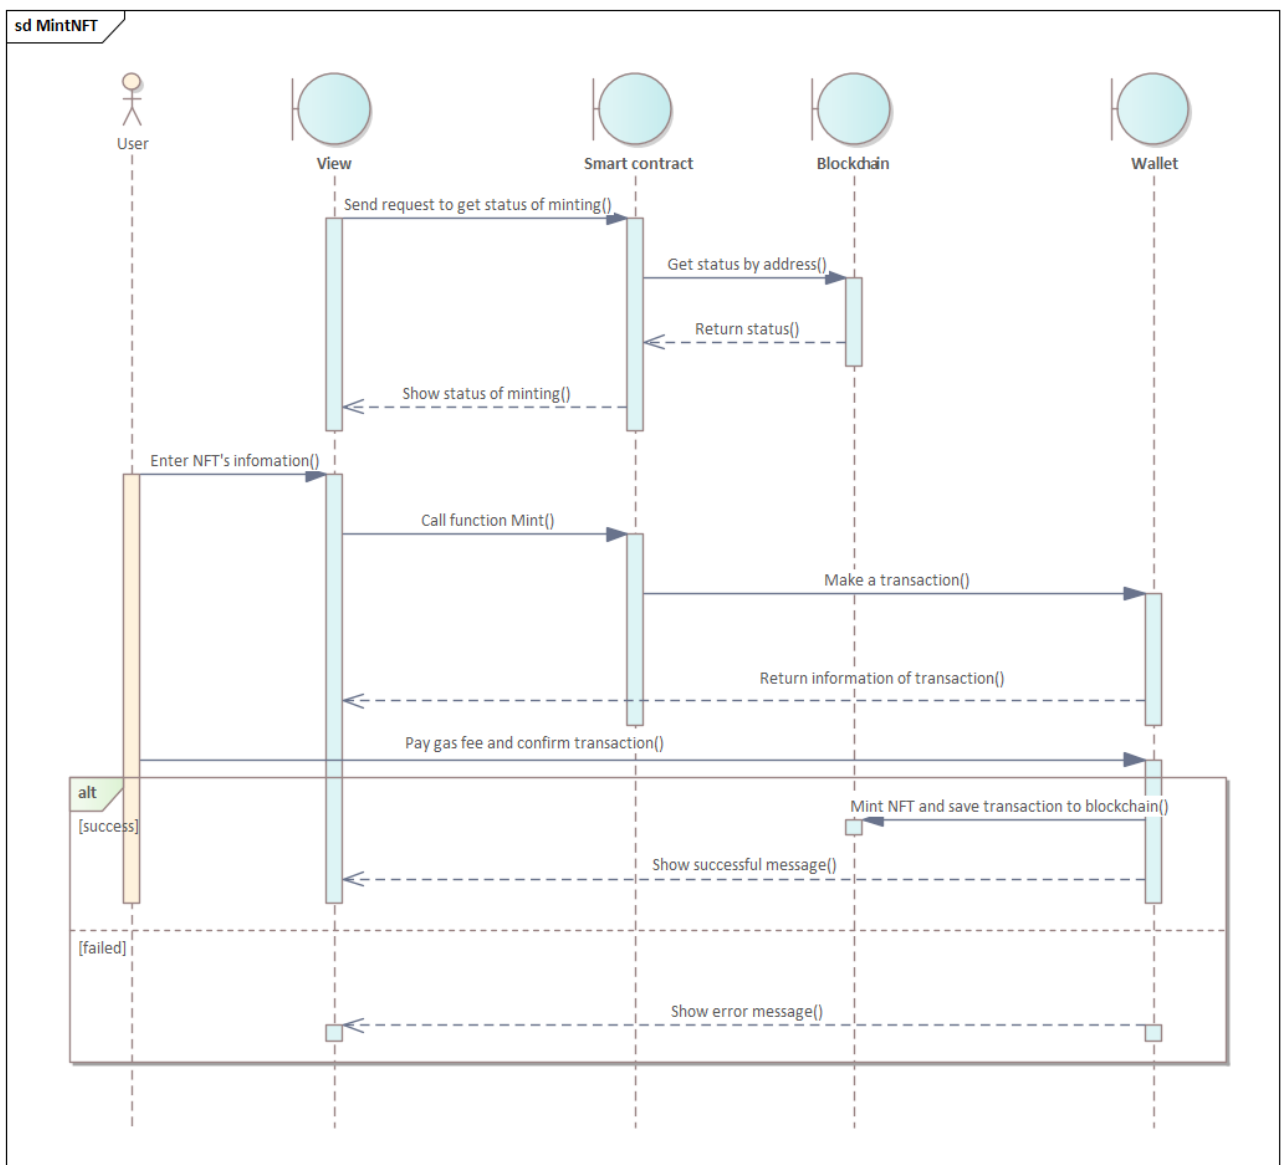 sd MintNFT
User
View
Smart contract
Blockchain
Wallet
Send request to get status of minting()
Get status by address()
Return status()
Show status of minting()
Enter NFT's infomation()
Call function Mint()
Make a transaction()
Return information of transaction()
Pay gas fee and confirm transaction()
alt
Mint NFT and save transaction to blockchain()
[success]
Show successful message()
[failed]
Show error message()